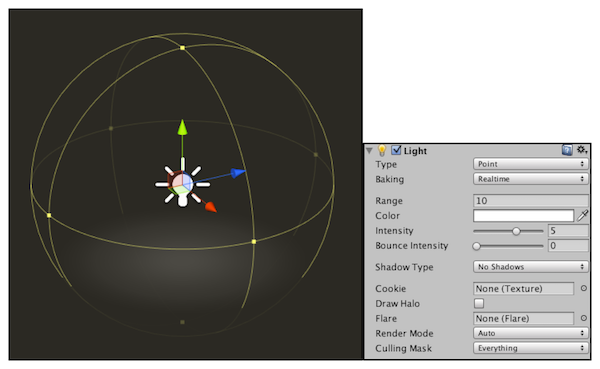 Light
Type Point
Baking Realtime
Range 10
Color
Intensity 5
Bounce Intensity 0
Shadow Type No Shadows
Cookie None (Texture)
Draw Halo
Flare None (Flare)
Render Mode Auto
Culling Mask Everything